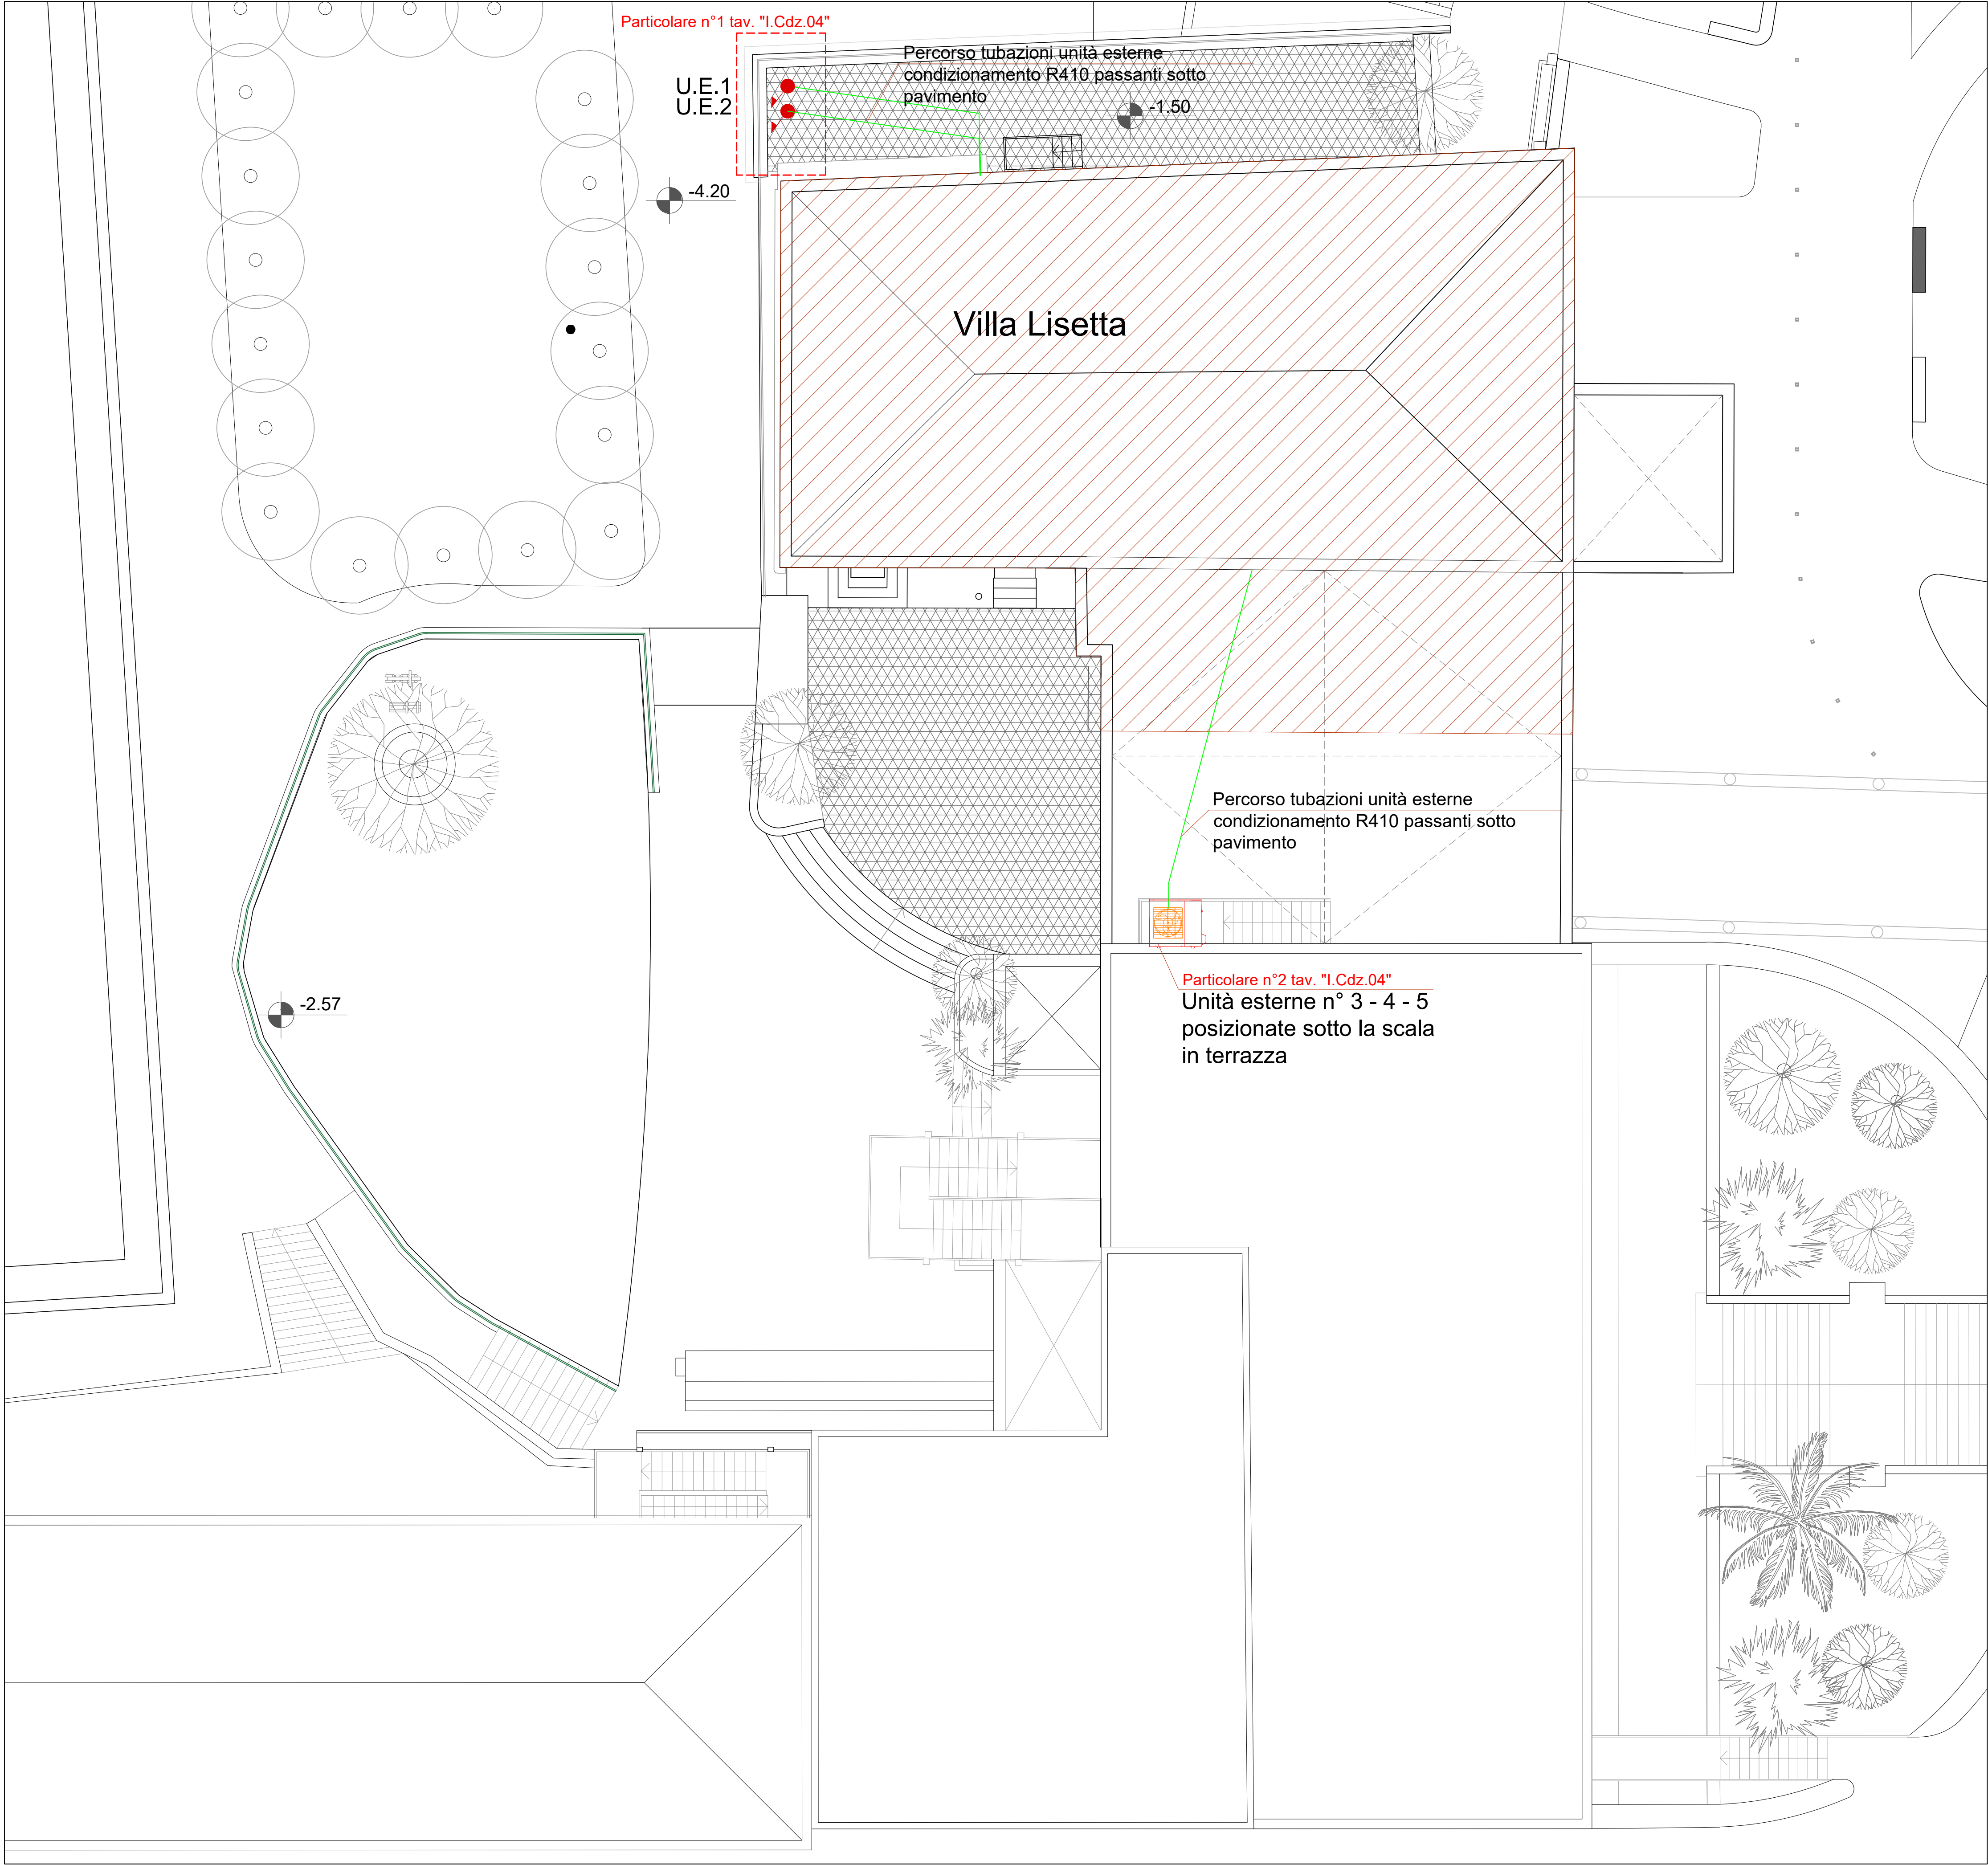 Particolare n°1 tav. "I.Cdz.04"
Percorso tubazioni unità esterne
condizionamento R410 passanti sotto
pavimento
U.E.1
U.E.2
-1.50
-4.20
Villa Lisetta
Percorso tubazioni unità esterne
condizionamento R410 passanti sotto
pavimento
Particolare n°2 tav. "I.Cdz.04"
Unità esterne n° 3 - 4 - 5
posizionate sotto la scala
in terrazza
-2.57